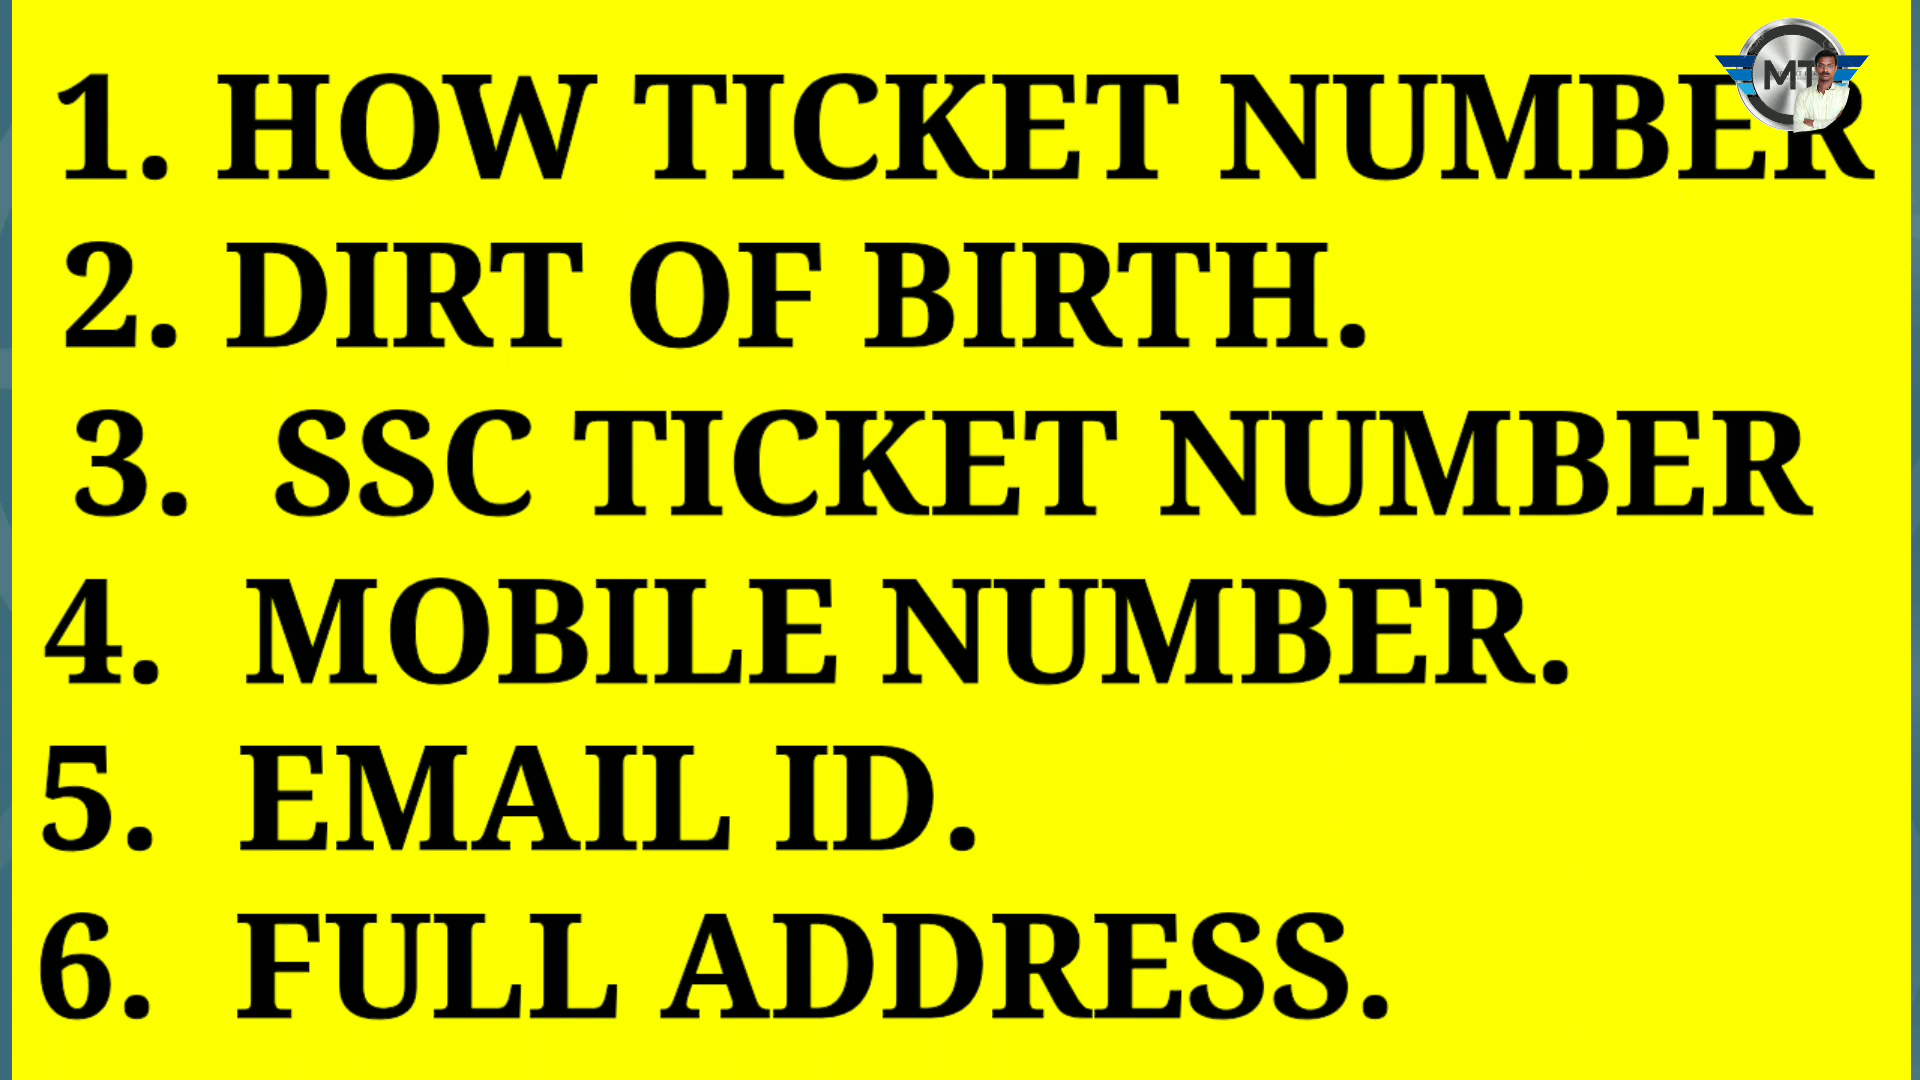 1. HOW TICKET NUMBER
2. DIRT OF BIRTH.
3. SSC TICKET NUMBER
4. MOBILE NUMBER.
5. EMAIL ID.
6. FULL ADDRESS.
MT